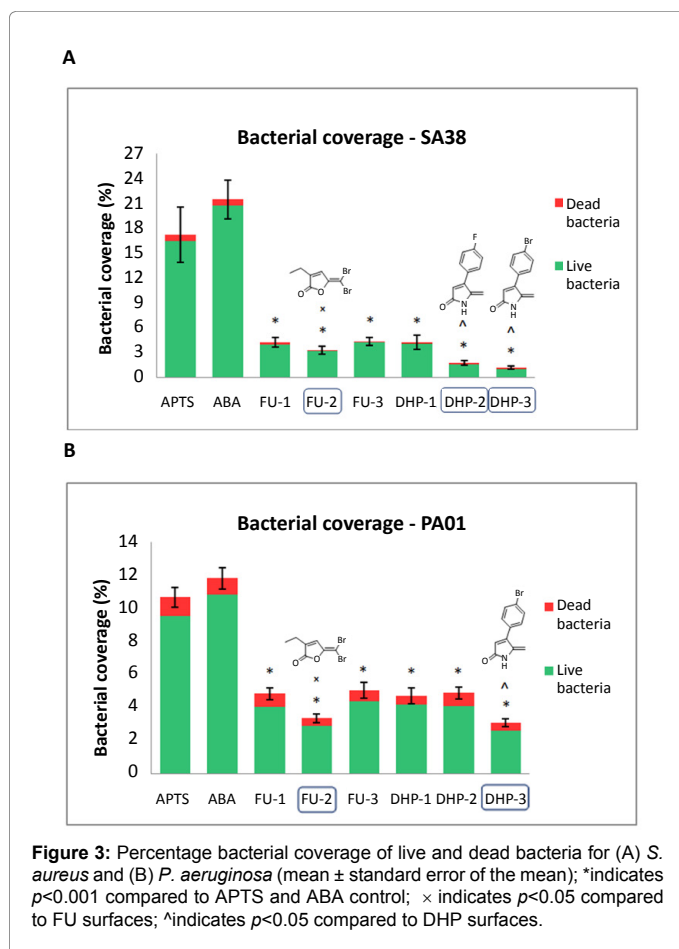 A
Bacterial coverage - SA38
Bacterial coverage (%)
27
24
21
18
15
12
9
6
3
0
Dead bacteria
Live bacteria
O
O
Br
Br
F
O
N
H
Br
O
N
H
* × * * * ^ * ^ *
APTS ABA FU-1 FU-2 FU-3 DHP-1 DHP-2 DHP-3
B
Bacterial coverage - PA01
Bacterial coverage (%)
14
12
10
8
6
4
2
0
Dead bacteria
Live bacteria
O
O
Br
Br
Br
O
N
H
* × * * * * ^ *
APTS ABA FU-1 FU-2 FU-3 DHP-1 DHP-2 DHP-3
Figure 3: Percentage bacterial coverage of live and dead bacteria for (A) S.
aureus and (B) P. aeruginosa (mean ± standard error of the mean); *indicates
p<0.001 compared to APTS and ABA control; × indicates p<0.05 compared
to FU surfaces; ^indicates p<0.05 compared to DHP surfaces.